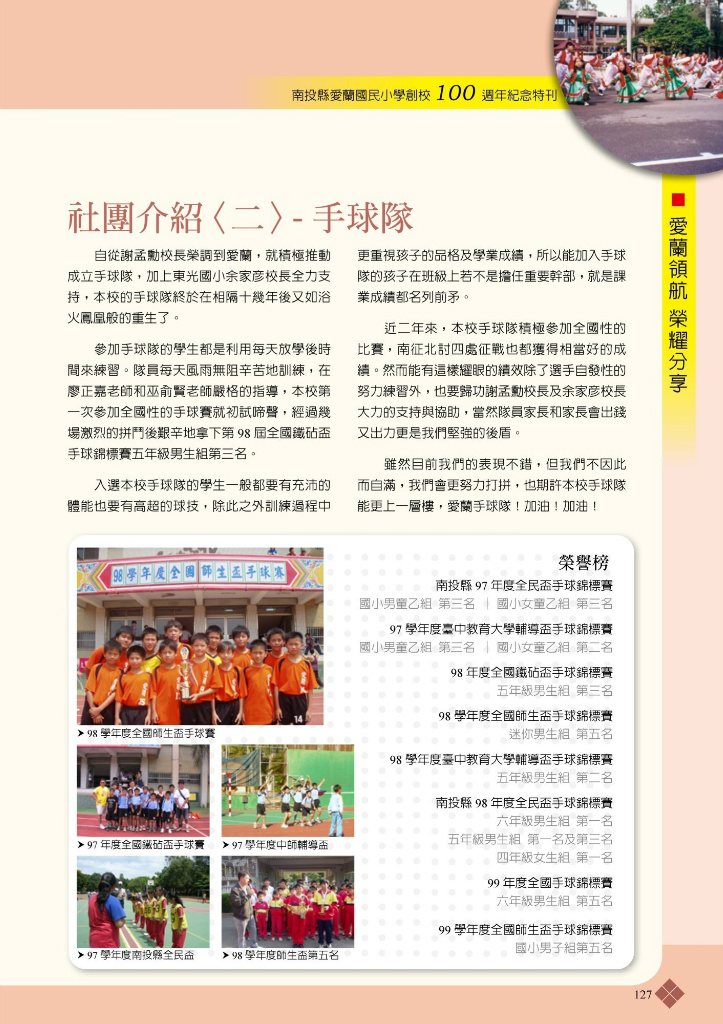 南投縣愛蘭國民小學創校 100 週年紀念特刊
■ 愛蘭領航 榮耀分享
社團介紹〈二〉- 手球隊
自從謝孟勳校長榮調到愛蘭，就積極推動
成立手球隊，加上東光國小余家彥校長全力支
持，本校的手球隊終於在相隔十幾年後又如浴
火鳳凰般的重生了。
參加手球隊的學生都是利用每天放學後時
間來練習。隊員每天風雨無阻辛苦地訓練，在
廖正嘉老師和巫俞賢老師嚴格的指導，本校第
一次參加全國性的手球賽就初試啼聲，經過幾
場激烈的拼鬥後艱辛地拿下第 98 屆全國鐵砧盃
手球錦標賽五年級男生組第三名。
入選本校手球隊的學生一般都要有充沛的
體能也要有高超的球技，除此之外訓練過程中
更重視孩子的品格及學業成績，所以能加入手球
隊的孩子在班級上若不是擔任重要幹部，就是課
業成績都名列前矛。
近二年來，本校手球隊積極參加全國性的
比賽，南征北討四處征戰也都獲得相當好的成
績。然而能有這樣耀眼的績效除了選手自發性的
努力練習外，也要歸功謝孟勳校長及余家彥校長
大力的支持與協助，當然隊員家長和家長會出錢
又出力更是我們堅強的後盾。
雖然目前我們的表現不錯，但我們不因此
而自滿，我們會更努力打拼，也期許本校手球隊
能更上一層樓，愛蘭手球隊！加油！加油！
98學年度全國師生盃手球賽
14
➤ 98 學年度全國師生盃手球賽
➤ 97 年度全國鐵砧盃手球賽
➤ 97 學年度中師輔導盃
➤ 97 學年度南投縣全民盃
➤ 98 學年度師生盃第五名
榮譽榜
南投縣 97 年度全民盃手球錦標賽
國小男童乙組 第三名 ｜ 國小女童乙組 第三名
97 學年度臺中教育大學輔導盃手球錦標賽
國小男童乙組 第三名 ｜ 國小女童乙組 第二名
98 年度全國鐵砧盃手球錦標賽
五年級男生組 第三名
98 學年度全國師生盃手球錦標賽
迷你男生組 第五名
98 學年度臺中教育大學輔導盃手球錦標賽
五年級男生組 第二名
南投縣 98 年度全民盃手球錦標賽
六年級男生組 第一名
五年級男生組 第一名及第三名
四年級女生組 第一名
99 年度全國手球錦標賽
六年級男生組 第五名
99 學年度全國師生盃手球錦標賽
國小男子組第五名
127